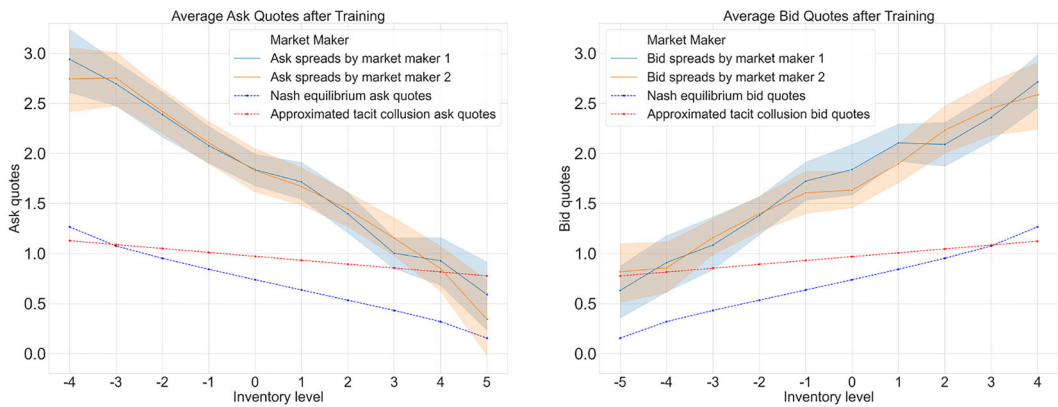 Average Ask Quotes after Training
Market Maker
Ask spreads by market maker 1
Ask spreads by market maker 2
Nash equilibrium ask quotes
Approximated tacit collusion ask quotes
Ask quotes
3.0
2.5
2.0
1.5
1.0
0.5
0.0
-4 -3 -2 -1 0 1 2 3 4 5
Inventory level
Average Bid Quotes after Training
Market Maker
Bid spreads by market maker 1
Bid spreads by market maker 2
Nash equilibrium bid quotes
Approximated tacit collusion bid quotes
Bid quotes
3.0
2.5
2.0
1.5
1.0
0.5
0.0
-5 -4 -3 -2 -1 0 1 2 3 4
Inventory level